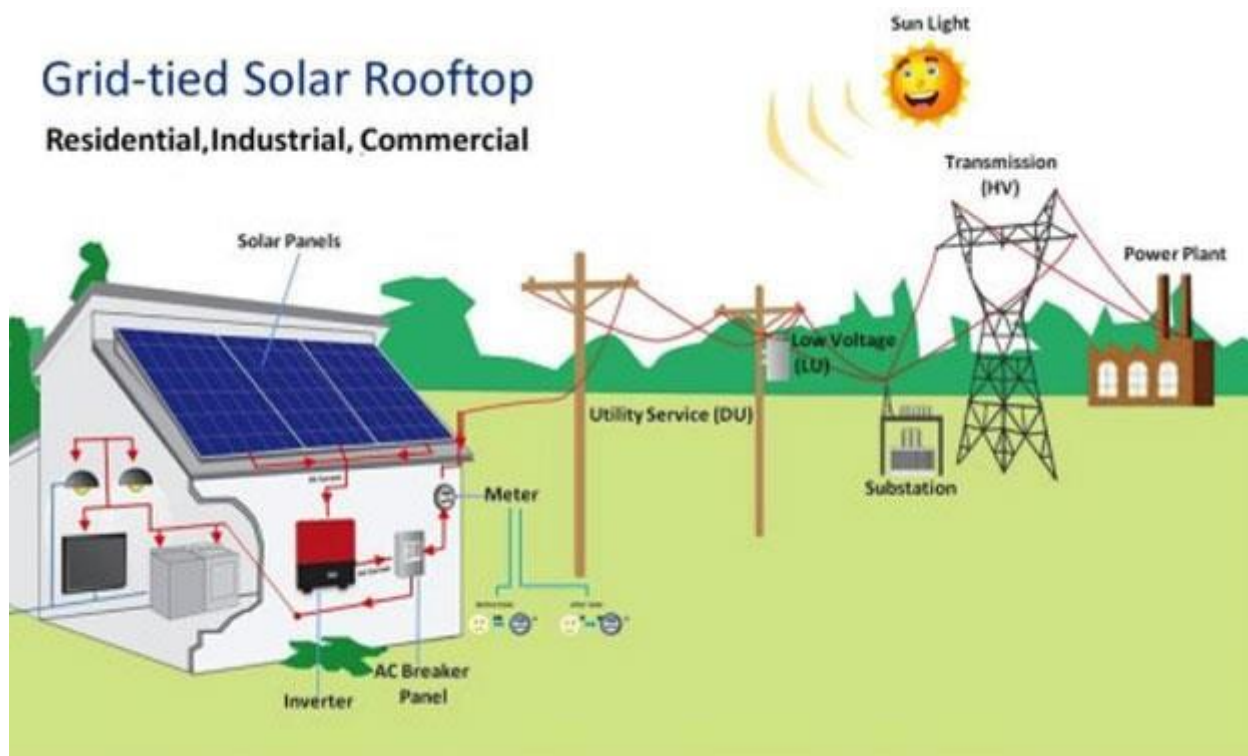 Sun Light
Grid-tied Solar Rooftop
Residential,Industrial, Commercial
Transmission
(HV)
Solar Panels
Power Plant
Low Voltage
(LU)
Utility Service (DU)
Substation
Meter
AC Breaker
Panel
Inverter